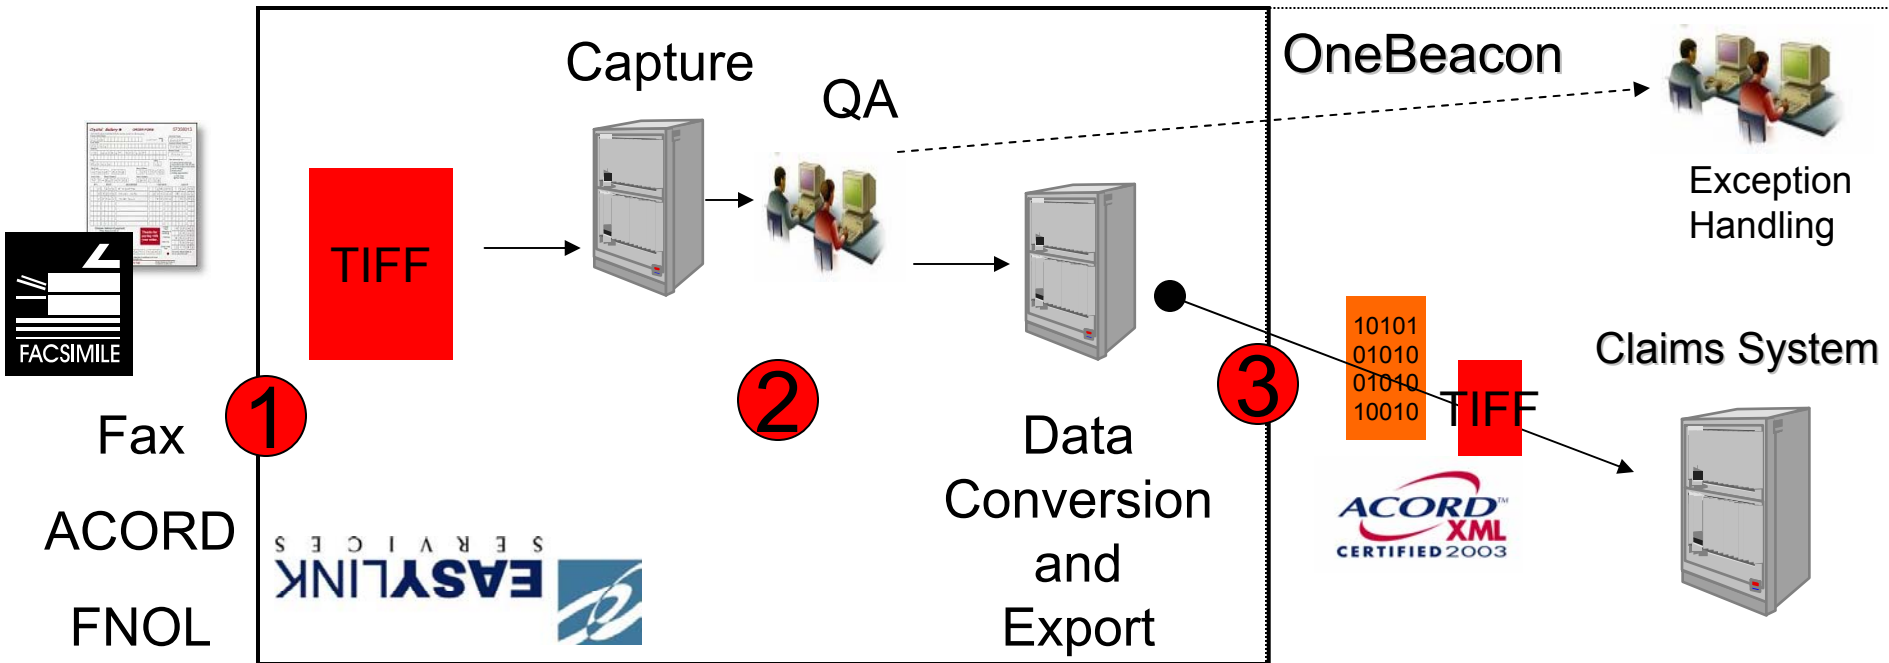 Capture
QA
OneBeacon
Exception
Handling
TIFF
FACSIMILE
1
2
3
10101
01010
01010
10010
TIFF
Claims System
Fax
ACORD
FNOL
EASYLINK
SERVICES
Data
Conversion
and
Export
ACORD™
XML
CERTIFIED 2003